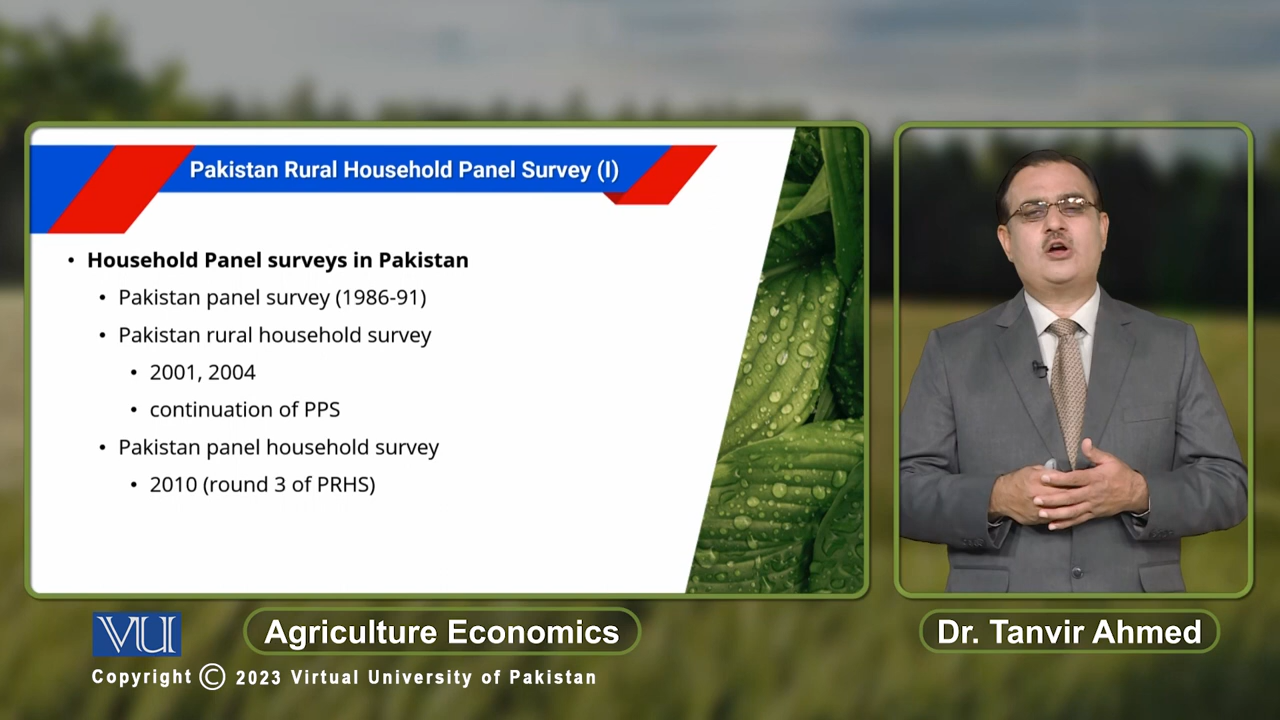 Pakistan Rural Household Panel Survey (I)
• Household Panel surveys in Pakistan
• Pakistan panel survey (1986-91)
• Pakistan rural household survey
• 2001, 2004
• continuation of PPS
• Pakistan panel household survey
• 2010 (round 3 of PRHS)
VU
Agriculture Economics
Dr. Tanvir Ahmed
Copyright © 2023 Virtual University of Pakistan